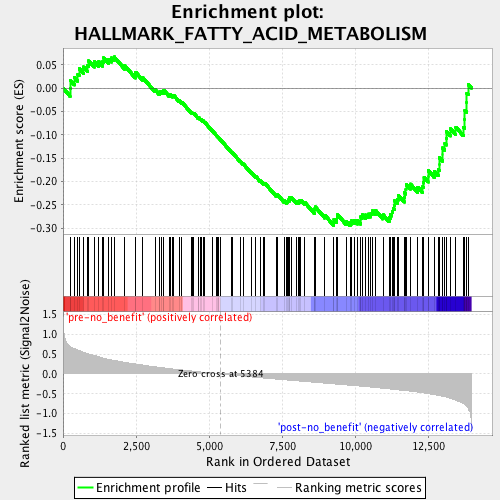 Enrichment plot:
HALLMARK_FATTY_ACID_METABOLISM
Enrichment score (ES)
0.05
0.00
-0.05
-0.10
-0.15
-0.20
-0.25
-0.30
'pre-no_benefit' (positively correlated)
Ranked list metric (Signal2Noise)
1.5
1.0
0.5
0.0
-0.5
-1.0
-1.5
Zero cross at 5384
'post-no_benefit' (negatively correlated)
0
2,500
5,000
7,500
10,000
12,500
Rank in Ordered Dataset
Enrichment profile
Hits
Ranking metric scores